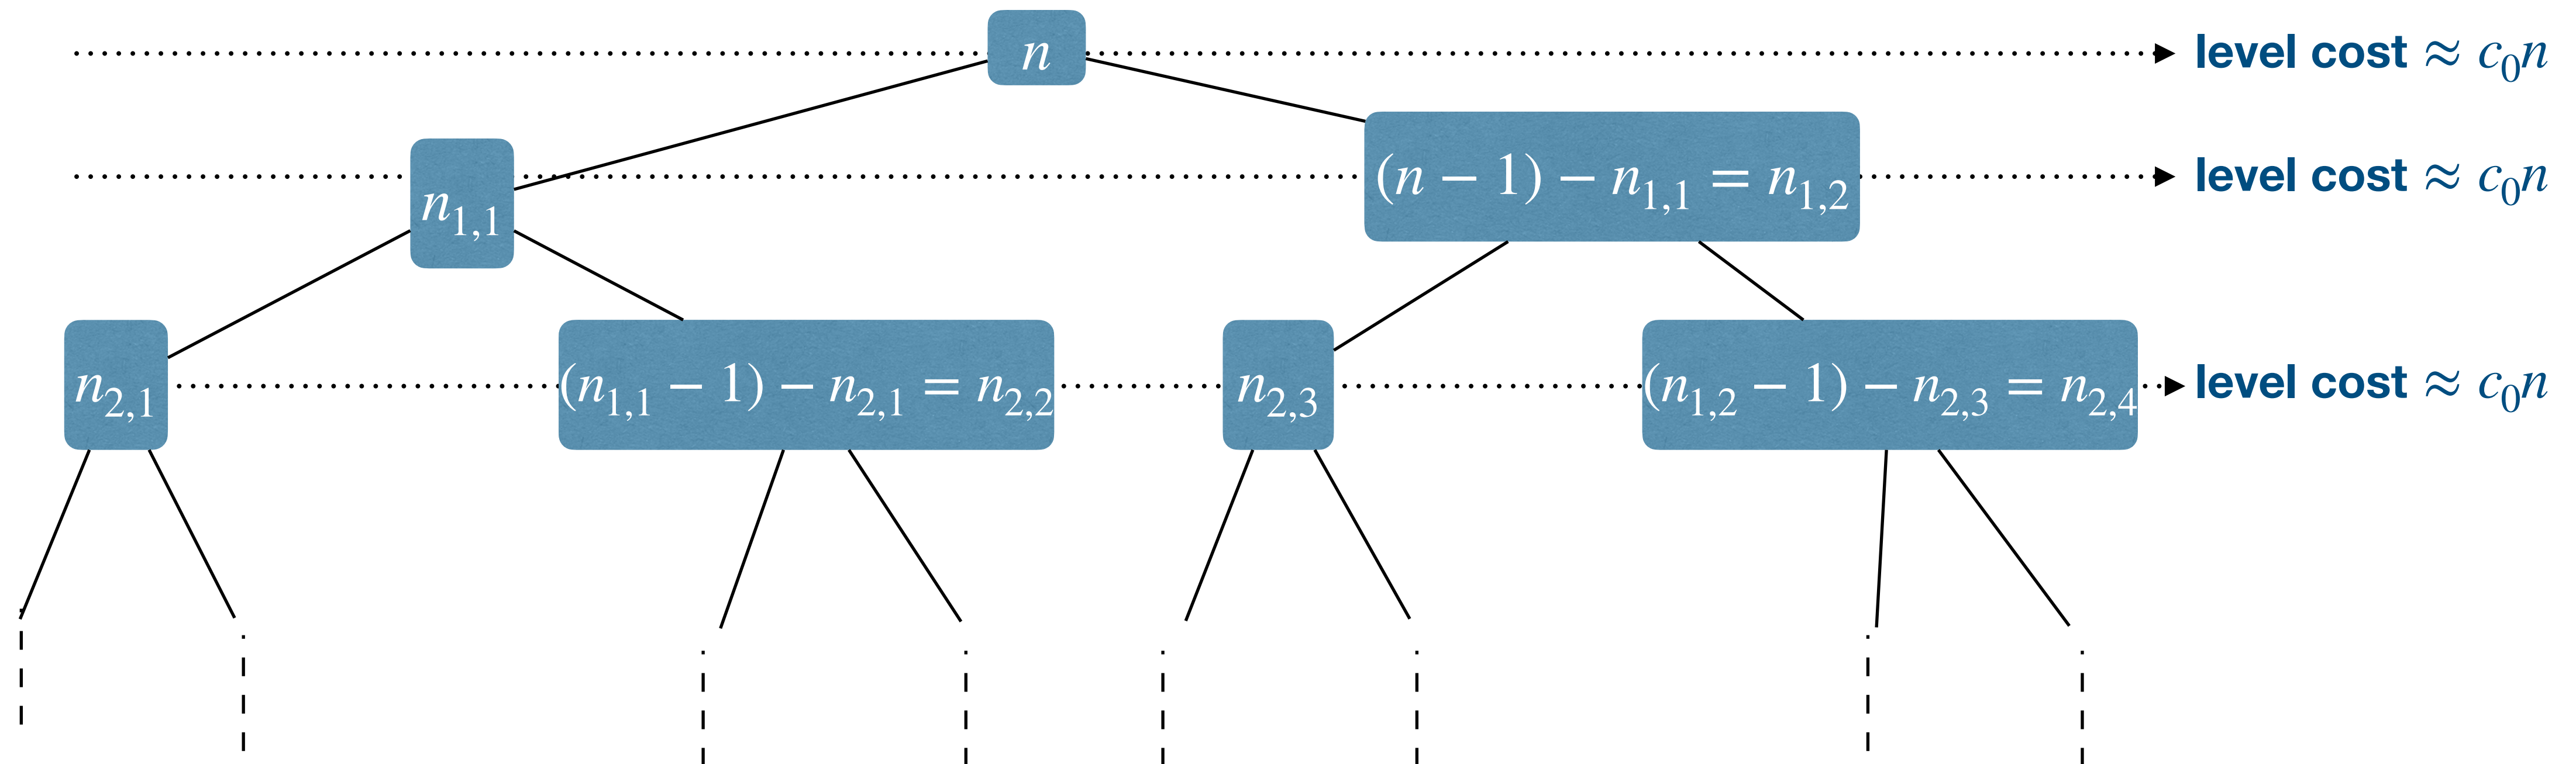 n
level cost ≈ c₀n
n₁,₁
(n − 1) − n₁,₁ = n₁,₂
level cost ≈ c₀n
n₂,₁
(n₁,₁ − 1) − n₂,₁ = n₂,₂
n₂,₃
(n₁,₂ − 1) − n₂,₃ = n₂,₄
level cost ≈ c₀n